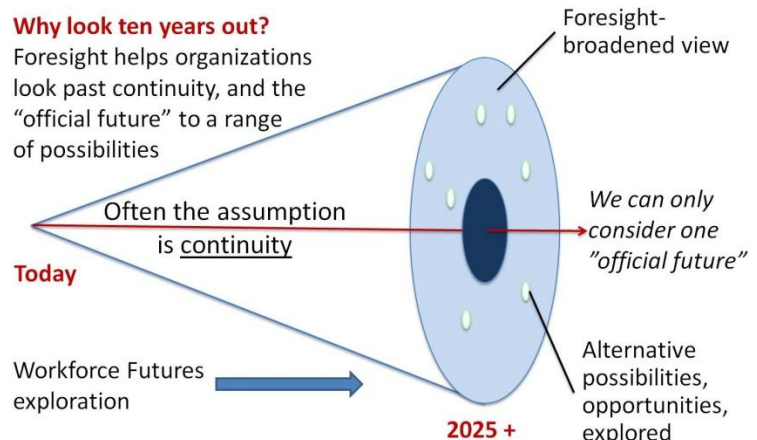 Why look ten years out?
Foresight helps organizations
look past continuity, and the
“official future” to a range
of possibilities
Foresight-
broadened view
Often the assumption
is continuity
We can only
consider one
”official future”
Today
Workforce Futures
exploration
Alternative
possibilities,
opportunities,
explored
2025 +